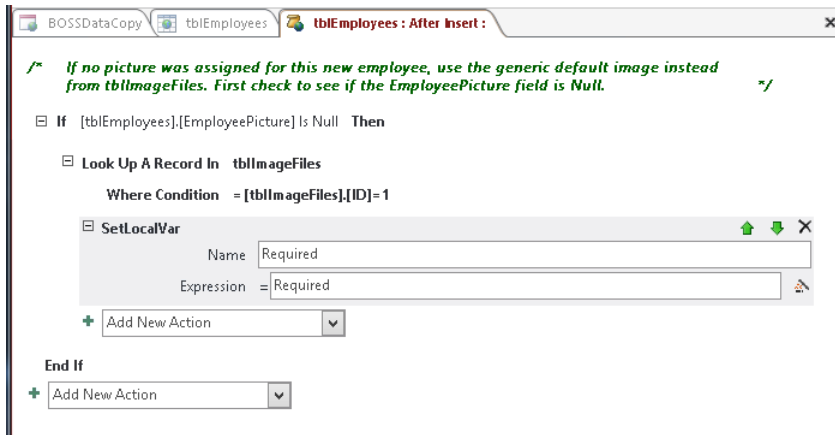 BOSSDataCopy tblEmployees tblEmployees : After Insert :
/* If no picture was assigned for this new employee, use the generic default image instead
from tblImageFiles. First check to see if the EmployeePicture field is Null. */
If [tblEmployees].[EmployeePicture] Is Null Then
Look Up A Record In tblImageFiles
Where Condition = [tblImageFiles].[ID]=1
SetLocalVar
Name Required
Expression = Required
Add New Action
End If
Add New Action